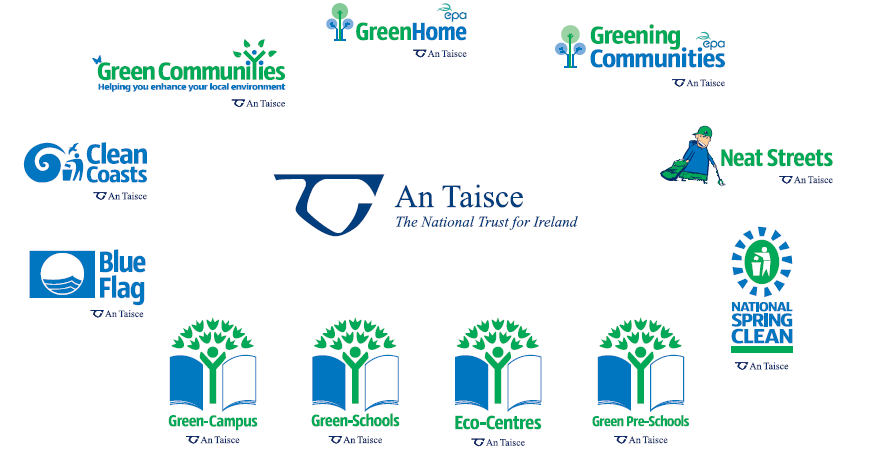 epa
GreenHome
An Taisce
Greening
epa
Communities
An Taisce
Green Communities
Helping you enhance your local environment
An Taisce
Clean
Coasts
An Taisce
Neat Streets
An Taisce
An Taisce
The National Trust for Ireland
Blue
Flag
An Taisce
NATIONAL
SPRING
CLEAN
An Taisce
Green-Campus
An Taisce
Green-Schools
An Taisce
Eco-Centres
An Taisce
Green Pre-Schools
An Taisce